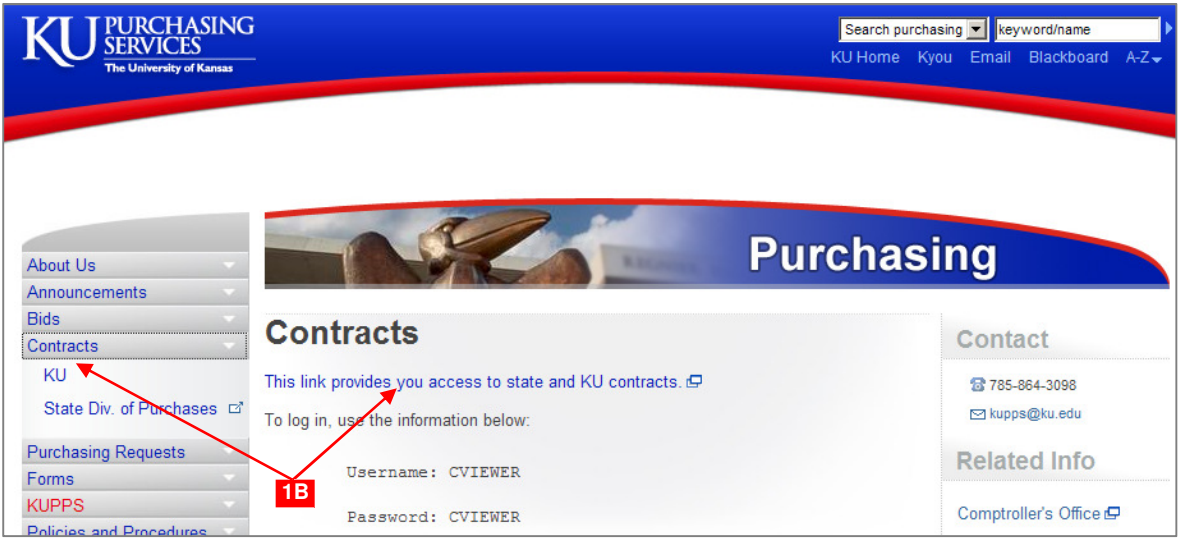 KU PURCHASING
SERVICES
The University of Kansas
Search purchasing keyword/name
KU Home Kyou Email Blackboard A-Z
Purchasing
About Us
Announcements
Bids
Contracts
KU
State Div. of Purchases
Purchasing Requests
Forms
KUPPS
Policies and Procedures
Contracts
This link provides you access to state and KU contracts.
To log in, use the information below:
Username: CVIEWER
Password: CVIEWER
1B
Contact
785-864-3098
kupps@ku.edu
Related Info
Comptroller's Office